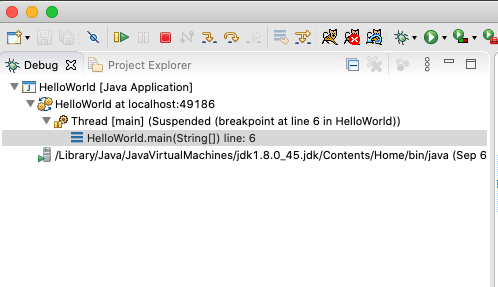 Debug Project Explorer
HelloWorld [Java Application]
HelloWorld at localhost:49186
Thread [main] (Suspended (breakpoint at line 6 in HelloWorld))
HelloWorld.main(String[]) line: 6
/Library/Java/JavaVirtualMachines/jdk1.8.0_45.jdk/Contents/Home/bin/java (Sep 6